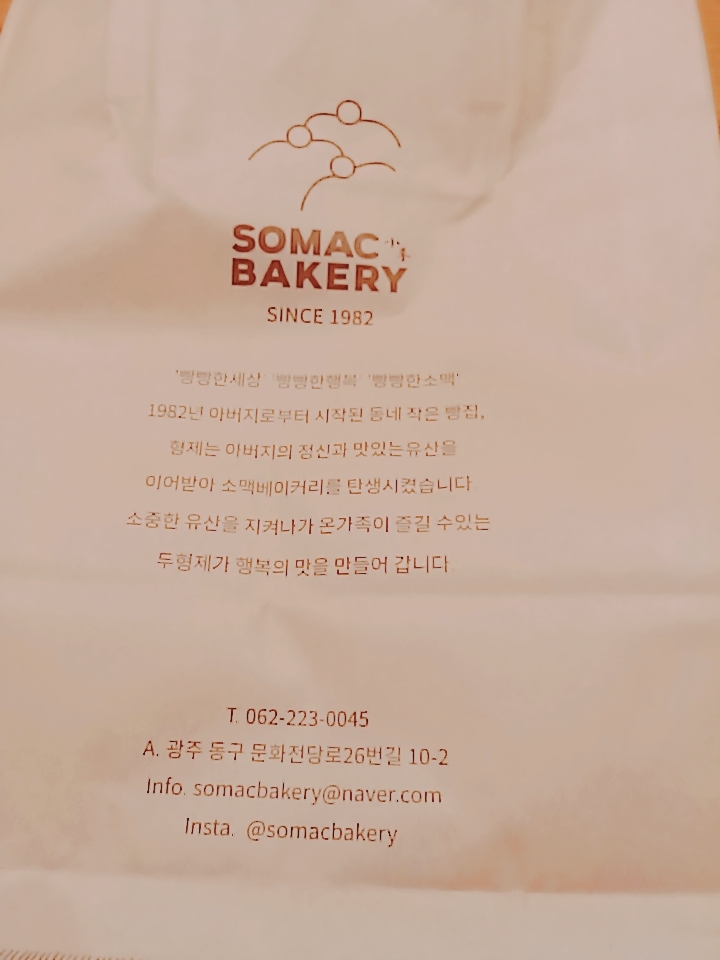 SOMAC
BAKERY
SINCE 1982
'빵빵한세상' '빵빵한행복' '빵빵한소맥'
1982년 아버지로부터 시작된 동네 작은 빵집,
형제는 아버지의 정신과 맛있는유산을
이어받아 소맥베이커리를 탄생시켰습니다
소중한 유산을 지켜나가 온가족이 즐길 수있는
두형제가 행복의 맛을 만들어 갑니다
T. 062-223-0045
A. 광주 동구 문화전당로26번길 10-2
Info. somacbakery@naver.com
Insta. @somacbakery